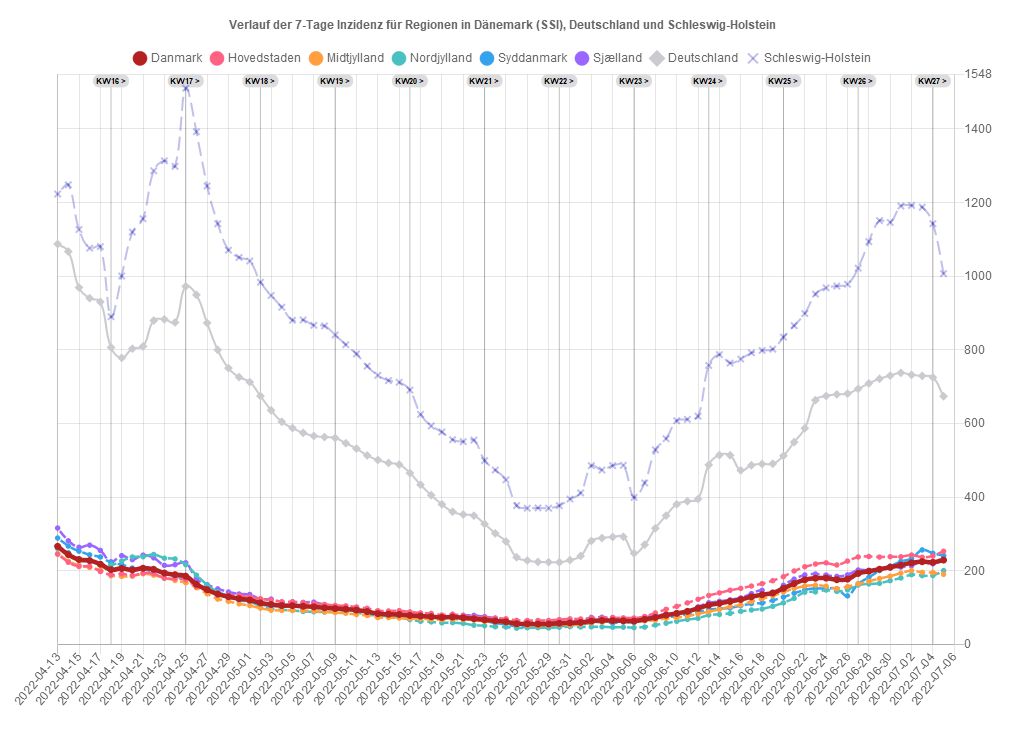 Verlauf der 7-Tage Inzidenz für Regionen in Dänemark (SSI), Deutschland und Schleswig-Holstein
Danmark Hovedstaden Midtjylland Nordjylland Syddanmark Sjælland Deutschland Schleswig-Holstein
KW16 > KW17 > KW18 > KW19 > KW20 > KW21 > KW22 > KW23 > KW24 > KW25 > KW26 > KW27 >
1548
1400
1200
1000
800
600
400
200
0
2022-04-13 2022-04-15 2022-04-17 2022-04-19 2022-04-21 2022-04-23 2022-04-25 2022-04-27 2022-04-29 2022-05-01 2022-05-03 2022-05-05 2022-05-07 2022-05-09 2022-05-11 2022-05-13 2022-05-15 2022-05-17 2022-05-19 2022-05-21 2022-05-23 2022-05-25 2022-05-27 2022-05-29 2022-05-31 2022-06-02 2022-06-04 2022-06-06 2022-06-08 2022-06-10 2022-06-12 2022-06-14 2022-06-16 2022-06-18 2022-06-20 2022-06-22 2022-06-24 2022-06-26 2022-06-28 2022-06-30 2022-07-02 2022-07-04 2022-07-06